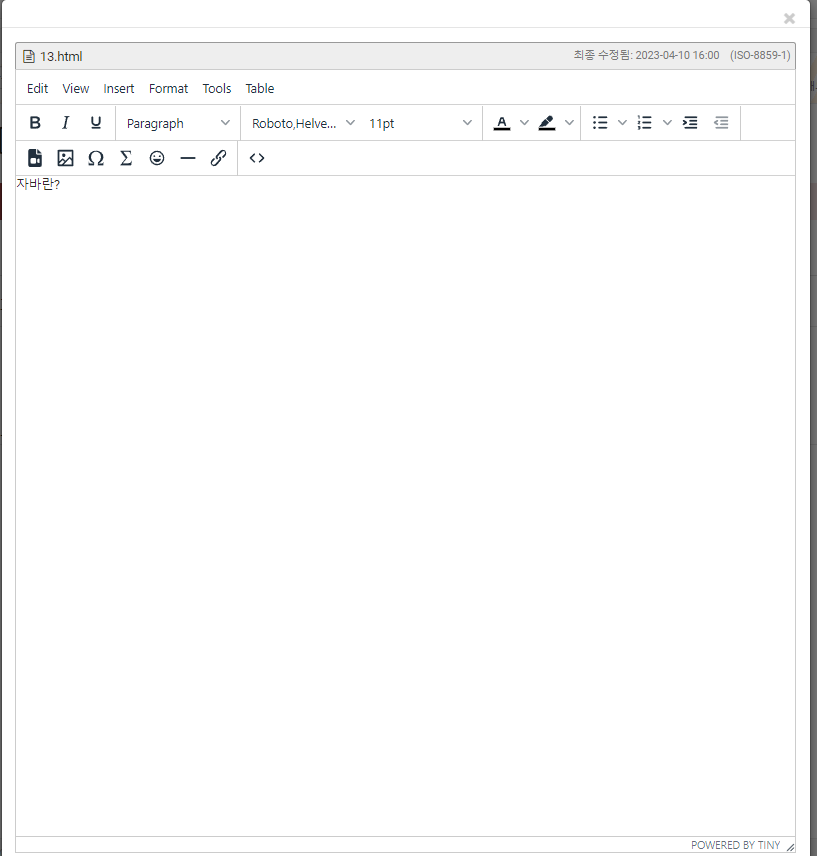 13.html 최종 수정됨: 2023-04-10 16:00 (ISO-8859-1)
Edit View Insert Format Tools Table
B I U Paragraph Roboto,Helve... 11pt A
자바란?
POWERED BY TINY